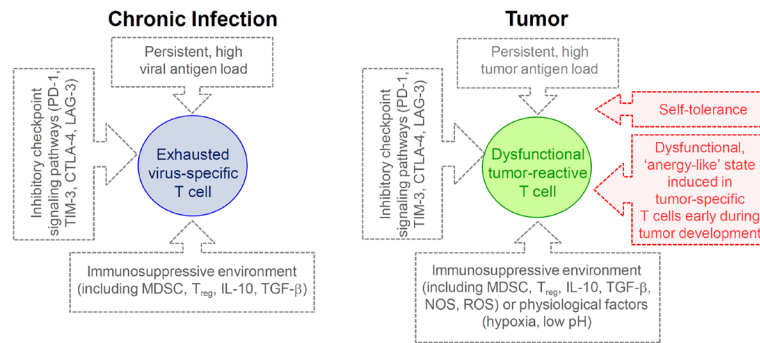 Chronic Infection
Persistent, high
viral antigen load
Inhibitory checkpoint
signaling pathways (PD-1,
TIM-3, CTLA-4, LAG-3)
Exhausted
virus-specific
T cell
Immunosuppressive environment
(including MDSC, Treg, IL-10, TGF-β)
Tumor
Persistent, high
tumor antigen load
Inhibitory checkpoint
signaling pathways (PD-1,
TIM-3, CTLA-4, LAG-3)
Dysfunctional
tumor-reactive
T cell
Self-tolerance
Dysfunctional,
‘anergy-like’ state
induced in
tumor-specific
T cells early during
tumor development
Immunosuppressive environment
(including MDSC, Treg, IL-10, TGF-β,
NOS, ROS) or physiological factors
(hypoxia, low pH)